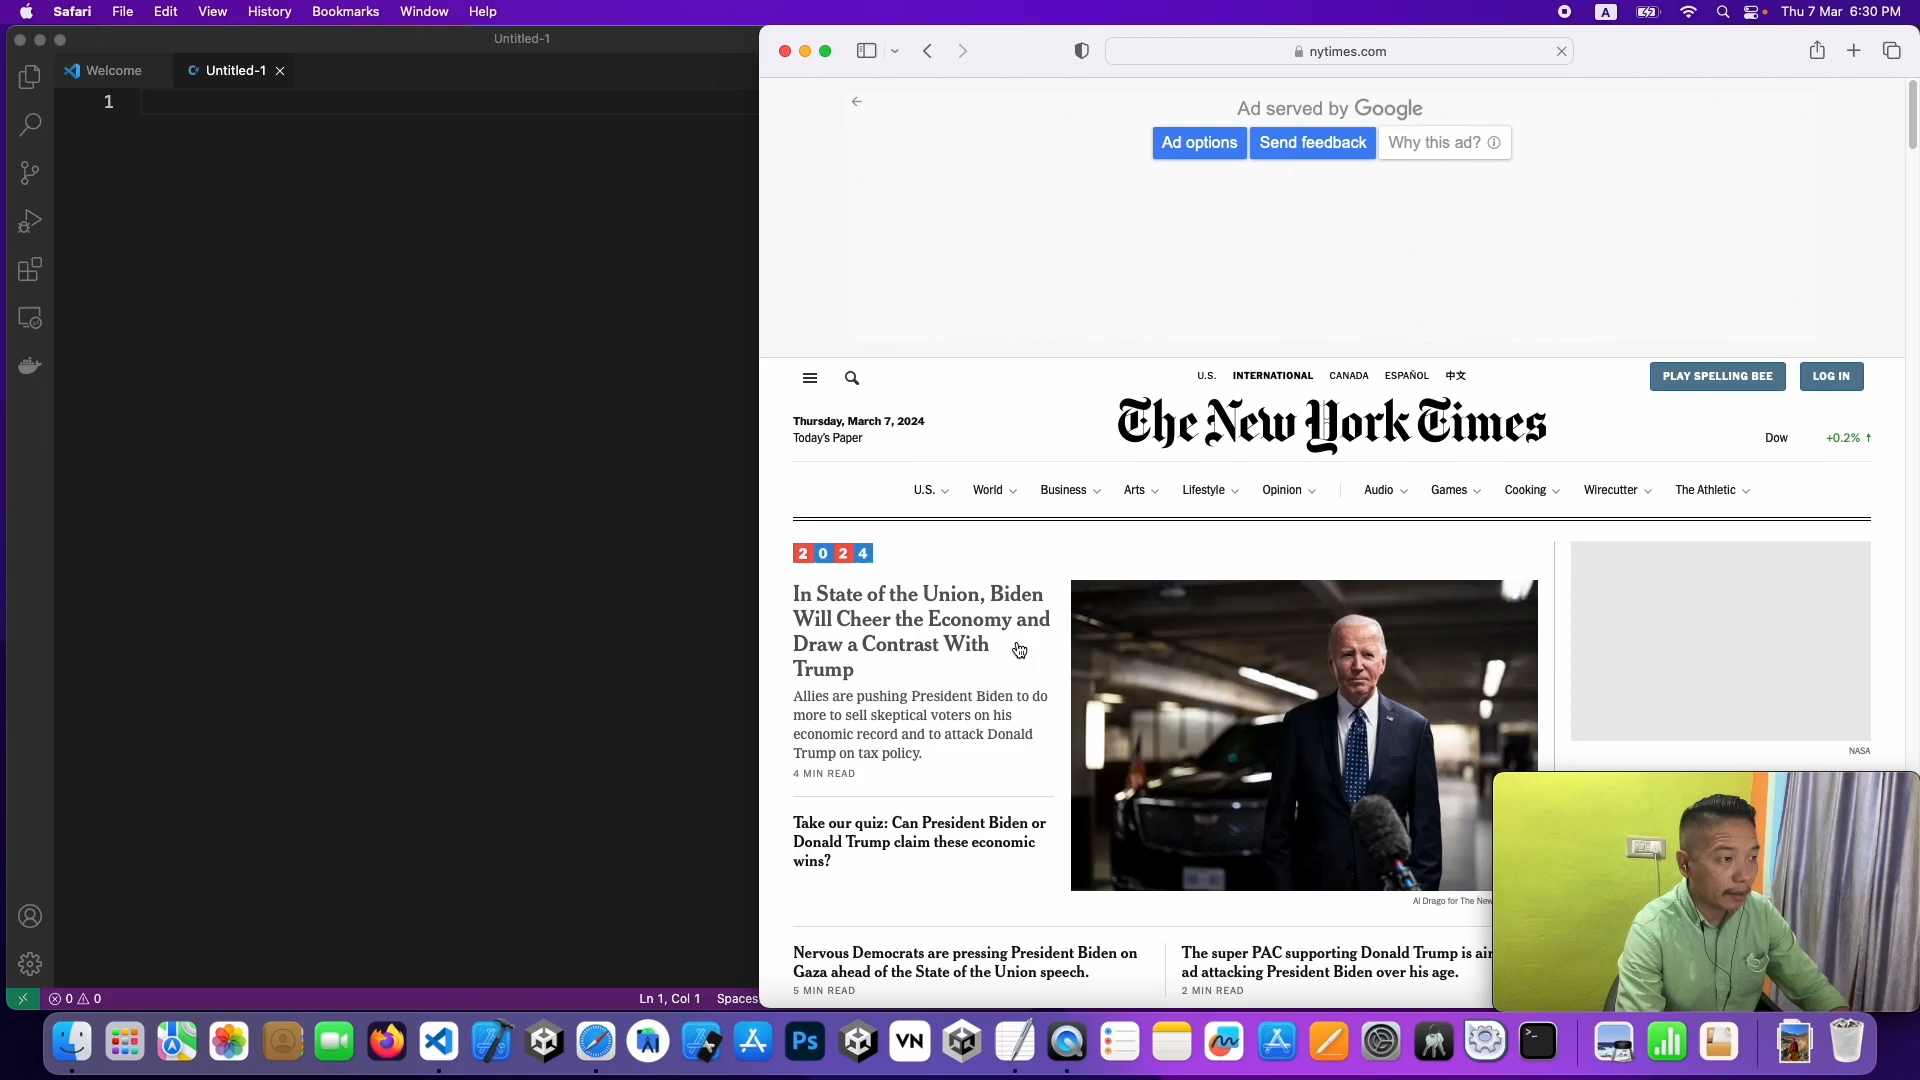 Safari File Edit View History Bookmarks Window Help
A
Thu 7 Mar 6:30 PM
Untitled-1
Welcome
Untitled-1
1
nytimes.com
Ad served by Google
Ad options
Send feedback
Why this ad?
U.S. INTERNATIONAL CANADA ESPAÑOL 中文
PLAY SPELLING BEE
LOG IN
Thursday, March 7, 2024
Today's Paper
The New York Times
Dow +0.2%
U.S. World Business Arts Lifestyle Opinion Audio Games Cooking Wirecutter The Athletic
2024
In State of the Union, Biden
Will Cheer the Economy and
Draw a Contrast With
Trump
Allies are pushing President Biden to do
more to sell skeptical voters on his
economic record and to attack Donald
Trump on tax policy.
4 MIN READ
NASA
Take our quiz: Can President Biden or
Donald Trump claim these economic
wins?
Al Drago for The New
Nervous Democrats are pressing President Biden on
Gaza ahead of the State of the Union speech.
5 MIN READ
The super PAC supporting Donald Trump is air
ad attacking President Biden over his age.
2 MIN READ
0 0
Ln 1, Col 1 Spaces
Ps
VN